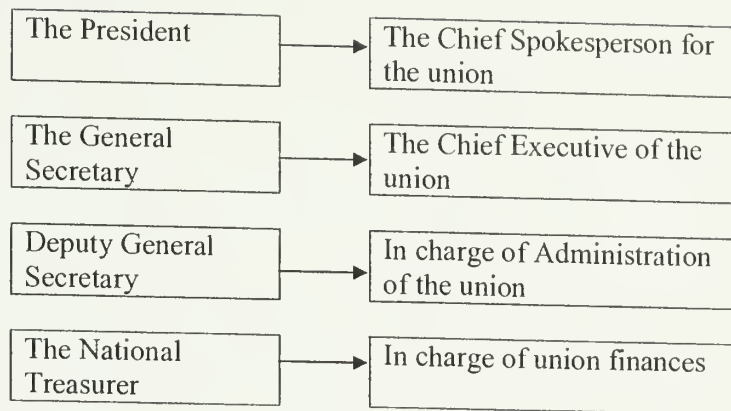 The President
The Chief Spokesperson for
the union
The General
Secretary
The Chief Executive of the
union
Deputy General
Secretary
In charge of Administration
of the union
The National
Treasurer
In charge of union finances